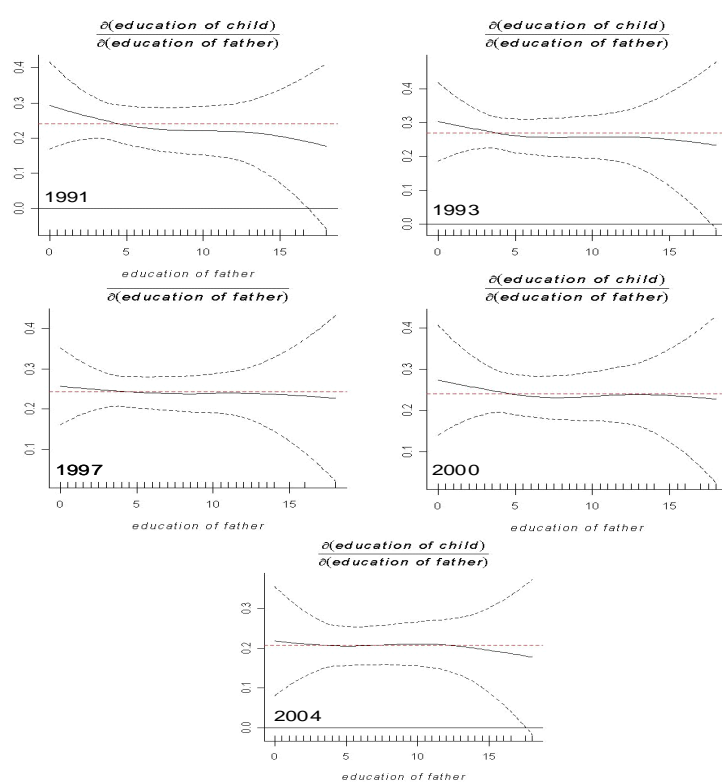 ∂(education of child)
∂(education of father)
0.4
0.3
0.2
0.1
0.0
1991
0 5 10 15
education of father
∂(education of child)
∂(education of father)
0.4
0.3
0.2
0.1
0.0
1993
0 5 10 15
education of father
∂(education of father)
0.4
0.3
0.2
0.1
1997
0 5 10 15
education of father
∂(education of child)
∂(education of father)
0.4
0.3
0.2
0.1
2000
0 5 10 15
education of father
∂(education of child)
∂(education of father)
0.3
0.2
0.1
0.0
2004
0 5 10 15
education of father